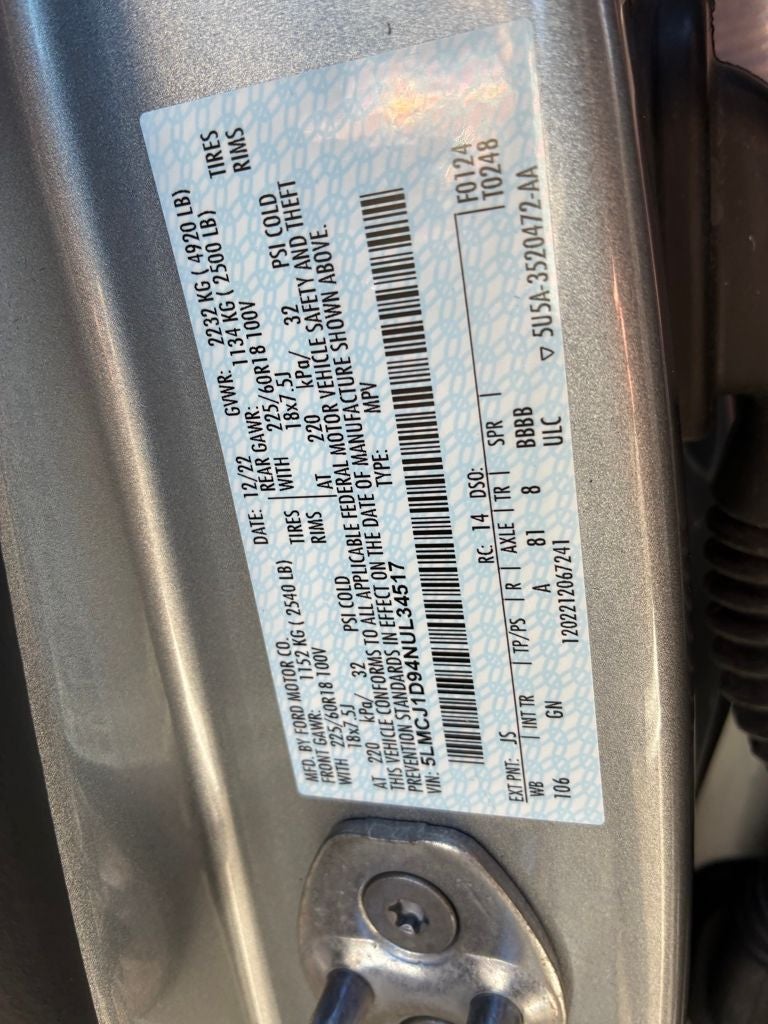 MFD. BY FORD MOTOR CO.
DATE: 12/22 GVWR: 2232 KG ( 4920 LB)
FRONT GAWR: 1152 KG ( 2540 LB) REAR GAWR: 1134 KG ( 2500 LB)
WITH 225/60R18 100V TIRES WITH 225/60R18 100V TIRES
18x7.5J RIMS 18x7.5J RIMS
AT 220 kPa/ 32 PSI COLD AT 220 kPa/ 32 PSI COLD
THIS VEHICLE CONFORMS TO ALL APPLICABLE FEDERAL MOTOR VEHICLE SAFETY AND THEFT
PREVENTION STANDARDS IN EFFECT ON THE DATE OF MANUFACTURE SHOWN ABOVE.
VIN: 5LMCJ1D94NUL34517 TYPE: MPV
F0124
T0248
EXT PNT: JS RC: 14 DSO:
WB INT TR TP/PS R AXLE TR SPR
106 GN A 81 8 BBBB
1202212067241 ULC
▽ 5U5A-3520472-AA